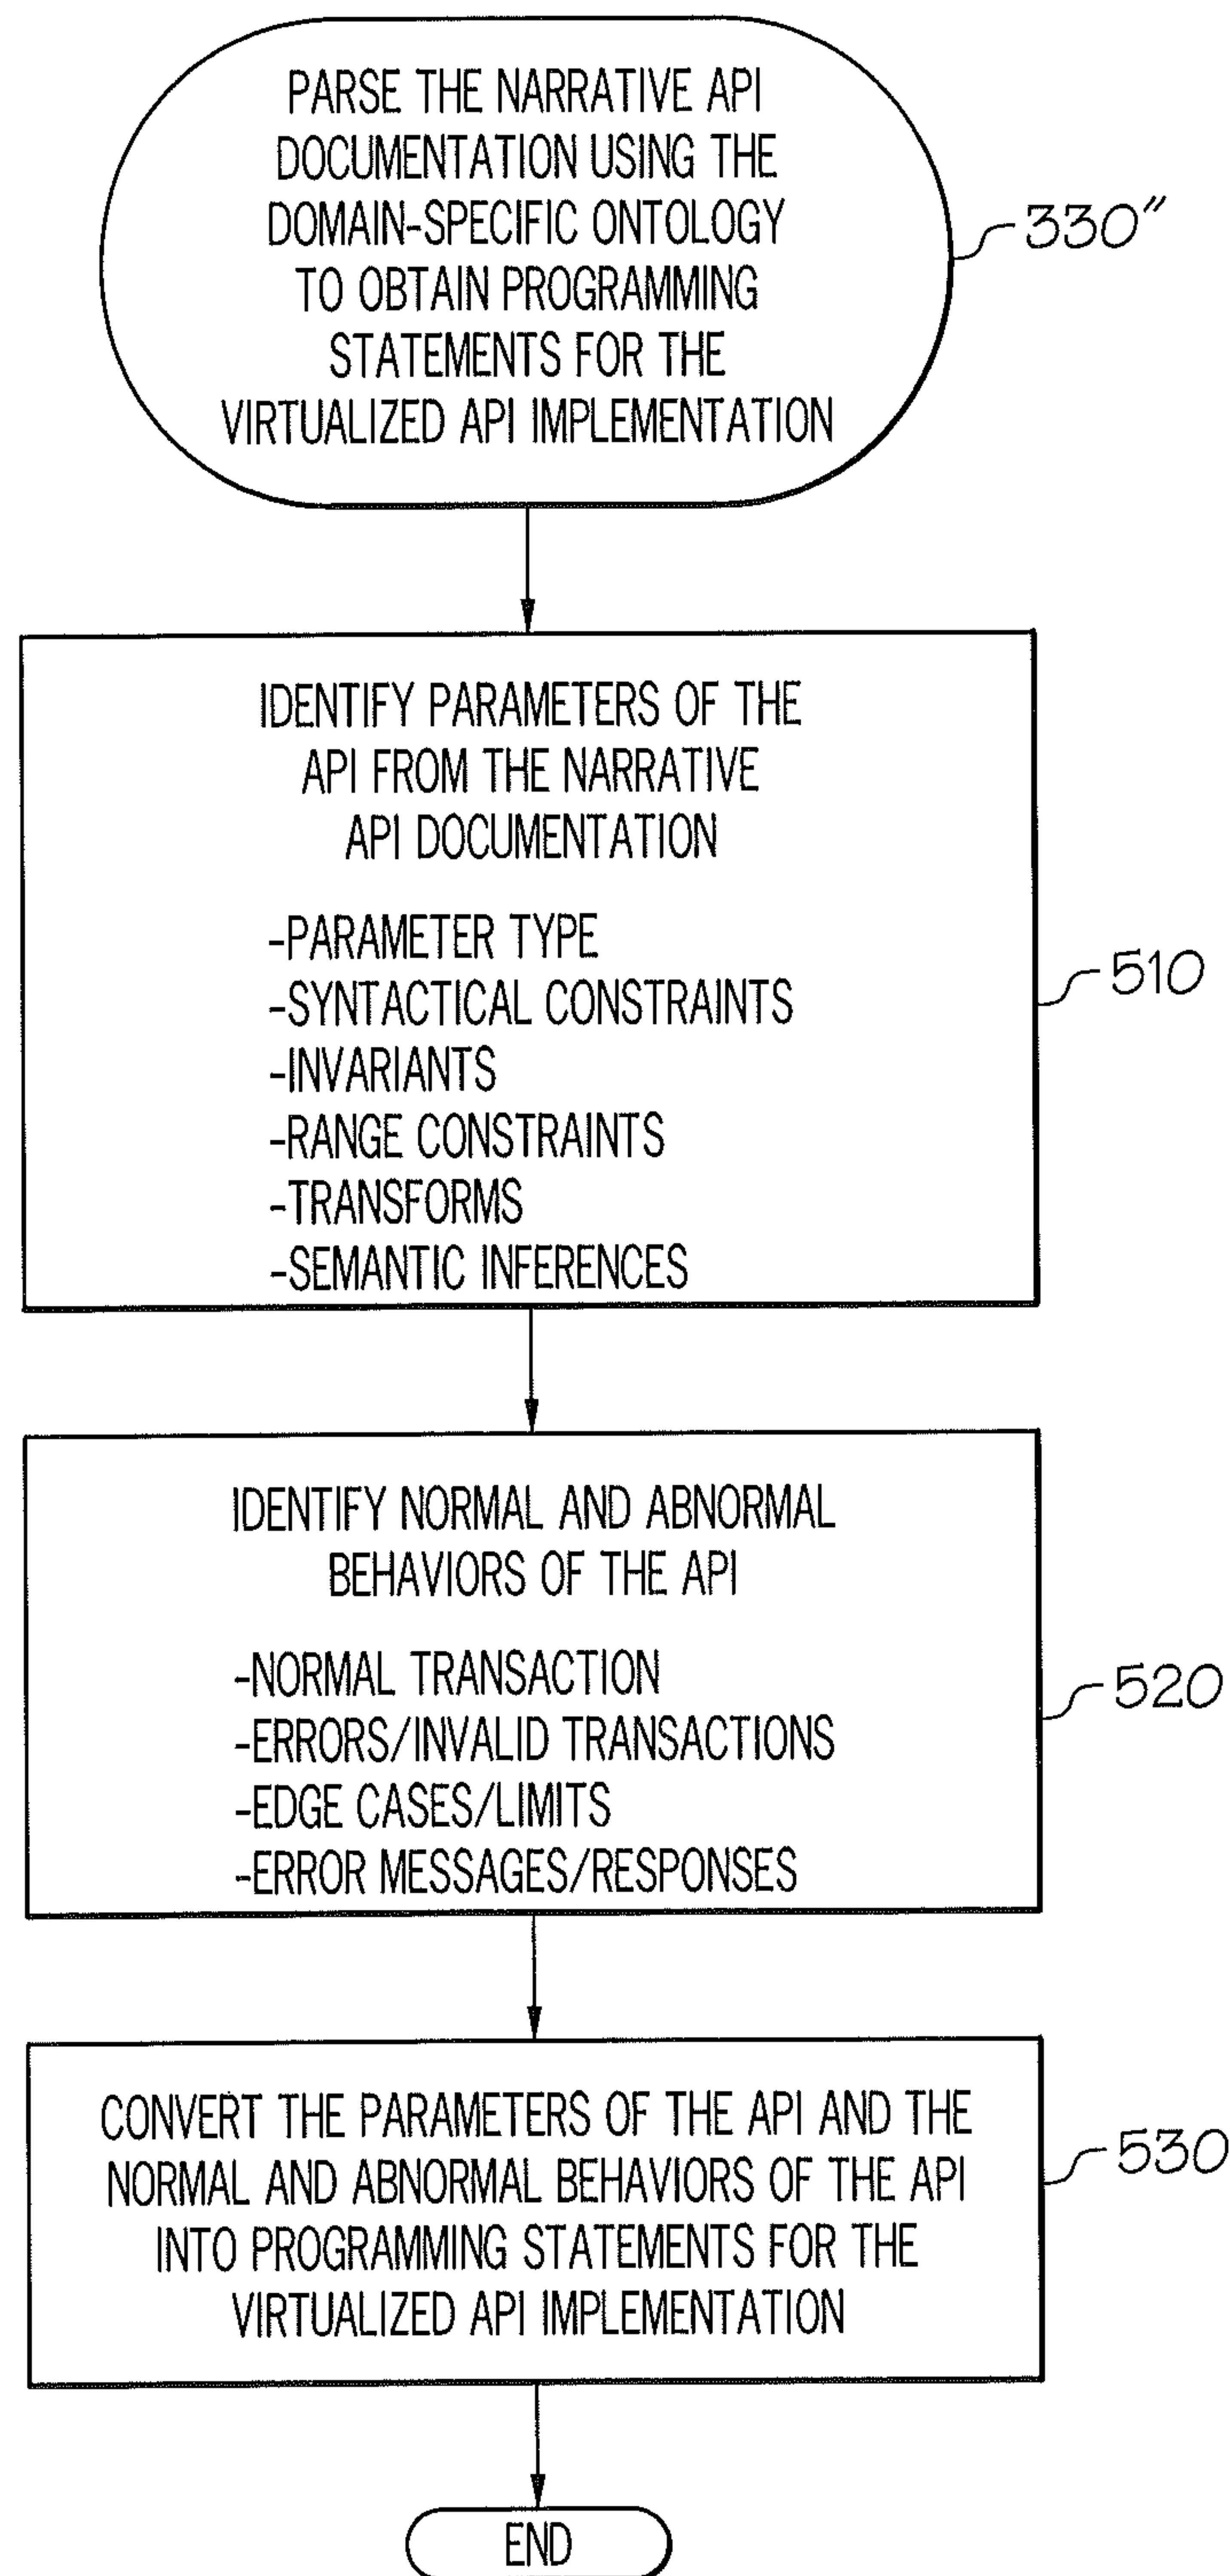 PARSE THE NARRATIVE API
DOCUMENTATION USING THE
DOMAIN-SPECIFIC ONTOLOGY
TO OBTAIN PROGRAMMING
STATEMENTS FOR THE
VIRTUALIZED API IMPLEMENTATION
330″
IDENTIFY PARAMETERS OF THE
API FROM THE NARRATIVE
API DOCUMENTATION
-PARAMETER TYPE
-SYNTACTICAL CONSTRAINTS
-INVARIANTS
-RANGE CONSTRAINTS
-TRANSFORMS
-SEMANTIC INFERENCES
510
IDENTIFY NORMAL AND ABNORMAL
BEHAVIORS OF THE API
-NORMAL TRANSACTION
-ERRORS/INVALID TRANSACTIONS
-EDGE CASES/LIMITS
-ERROR MESSAGES/RESPONSES
520
CONVERT THE PARAMETERS OF THE API AND THE
NORMAL AND ABNORMAL BEHAVIORS OF THE API
INTO PROGRAMMING STATEMENTS FOR THE
VIRTUALIZED API IMPLEMENTATION
530
END